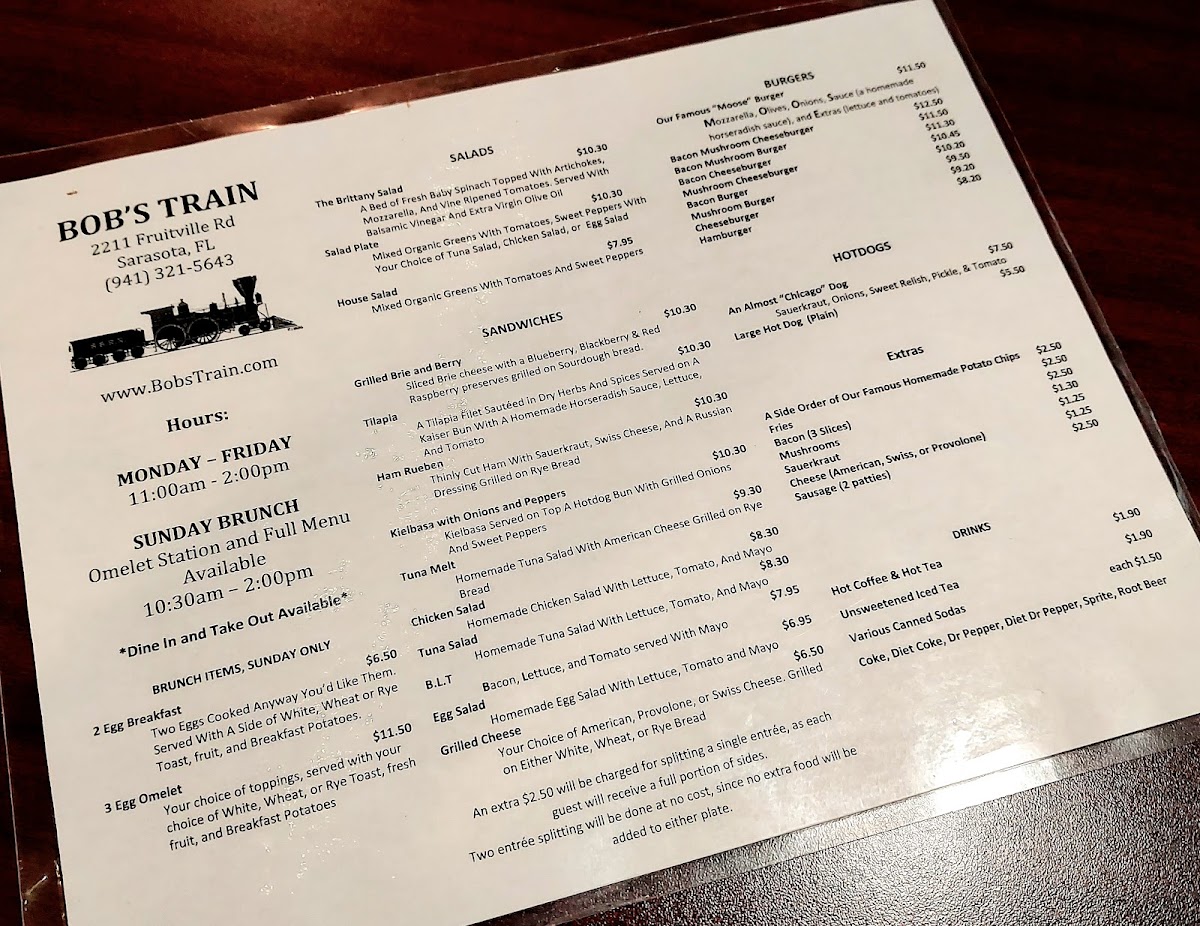 BOB'S TRAIN
2211 Fruitville Rd
Sarasota, FL
(941) 321-5643
www.BobsTrain.com
Hours:
MONDAY – FRIDAY
11:00am - 2:00pm
SUNDAY BRUNCH
Omelet Station and Full Menu
Available
10:30am – 2:00pm
*Dine In and Take Out Available*
BRUNCH ITEMS, SUNDAY ONLY
2 Egg Breakfast $6.50
Two Eggs Cooked Anyway You'd Like Them.
Served With A Side of White, Wheat or Rye
Toast, fruit, and Breakfast Potatoes.
3 Egg Omelet $11.50
Your choice of toppings, served with your
choice of White, Wheat, or Rye Toast, fresh
fruit, and Breakfast Potatoes
SALADS
The Brittany Salad $10.30
A Bed of Fresh Baby Spinach Topped With Artichokes,
Mozzarella, And Vine Ripened Tomatoes. Served With
Balsamic Vinegar And Extra Virgin Olive Oil
Salad Plate $10.30
Mixed Organic Greens With Tomatoes, Sweet Peppers With
Your Choice of Tuna Salad, Chicken Salad, or Egg Salad
House Salad $7.95
Mixed Organic Greens With Tomatoes And Sweet Peppers
SANDWICHES
Grilled Brie and Berry $10.30
Sliced Brie cheese with a Blueberry, Blackberry & Red
Raspberry preserves grilled on Sourdough bread.
Tilapia $10.30
A Tilapia Filet Sautéed in Dry Herbs And Spices Served on A
Kaiser Bun With A Homemade Horseradish Sauce, Lettuce,
And Tomato
Ham Rueben $10.30
Thinly Cut Ham With Sauerkraut, Swiss Cheese, And A Russian
Dressing Grilled on Rye Bread
Kielbasa with Onions and Peppers $10.30
Kielbasa Served on Top A Hotdog Bun With Grilled Onions
And Sweet Peppers
Tuna Melt $9.30
Homemade Tuna Salad With American Cheese Grilled on Rye
Bread
Chicken Salad $8.30
Homemade Chicken Salad With Lettuce, Tomato, And Mayo
Tuna Salad $8.30
Homemade Tuna Salad With Lettuce, Tomato, And Mayo
B.L.T $7.95
Bacon, Lettuce, and Tomato served With Mayo
Egg Salad $6.95
Homemade Egg Salad With Lettuce, Tomato and Mayo
Grilled Cheese $6.50
Your Choice of American, Provolone, or Swiss Cheese. Grilled
on Either White, Wheat, or Rye Bread
An extra $2.50 will be charged for splitting a single entrée, as each
guest will receive a full portion of sides.
Two entrée splitting will be done at no cost, since no extra food will be
added to either plate.
BURGERS
Our Famous "Moose" Burger $11.50
Mozzarella, Olives, Onions, Sauce (a homemade
horseradish sauce), and Extras (lettuce and tomatoes)
Bacon Mushroom Cheeseburger $12.50
Bacon Mushroom Burger $11.50
Bacon Cheeseburger $11.30
Mushroom Cheeseburger $10.45
Bacon Burger $10.20
Mushroom Burger $9.50
Cheeseburger $9.20
Hamburger $8.20
HOTDOGS
An Almost "Chicago" Dog $7.50
Sauerkraut, Onions, Sweet Relish, Pickle, & Tomato
Large Hot Dog (Plain) $5.50
Extras
A Side Order of Our Famous Homemade Potato Chips $2.50
Fries $2.50
Bacon (3 Slices) $2.50
Mushrooms $1.30
Sauerkraut $1.25
Cheese (American, Swiss, or Provolone) $1.25
Sausage (2 patties) $2.50
DRINKS
Hot Coffee & Hot Tea $1.90
Unsweetened Iced Tea $1.90
Various Canned Sodas each $1.50
Coke, Diet Coke, Dr Pepper, Diet Dr Pepper, Sprite, Root Beer